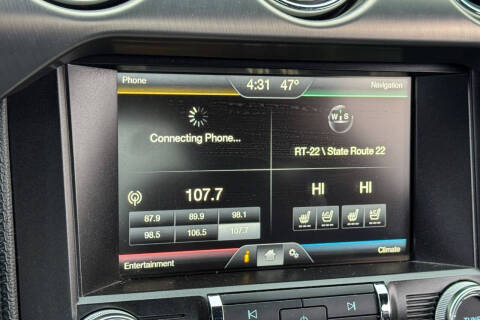 Phone
4:31 47°
Navigation
Connecting Phone...
W S
RT-22 \ State Route 22
107.7
HI HI
87.9 89.9 98.1
98.5 106.5 107.7
Entertainment
i
Climate
TUNE